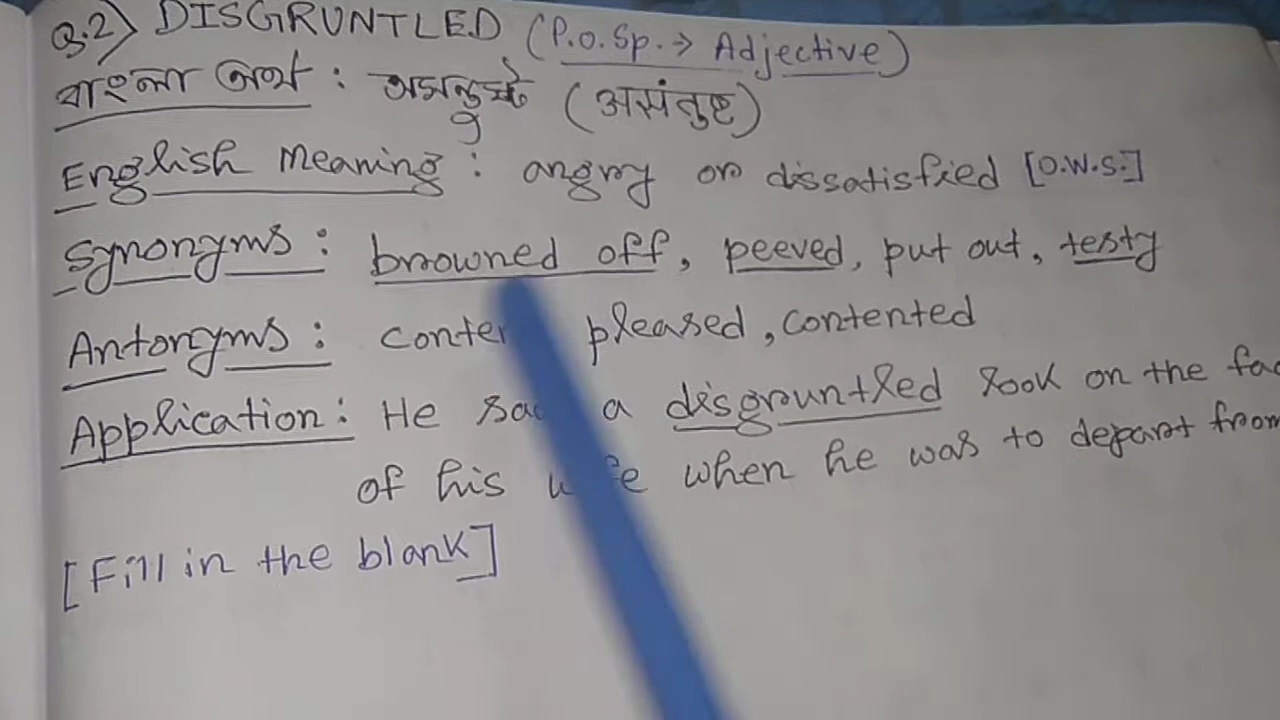 Q.2) DISGRUNTLED (P.O.Sp. → Adjective)
বাংলা অর্থ : অসন্তুষ্ট (असंतुष्ट)
English Meaning : angry or dissatisfied [O.W.S.]
Synonyms : browned off, peeved, put out, testy
Antonyms : pleased, contented
Application : He a disgruntled look on the
of his when he was to depart from
[Fill in the blank]